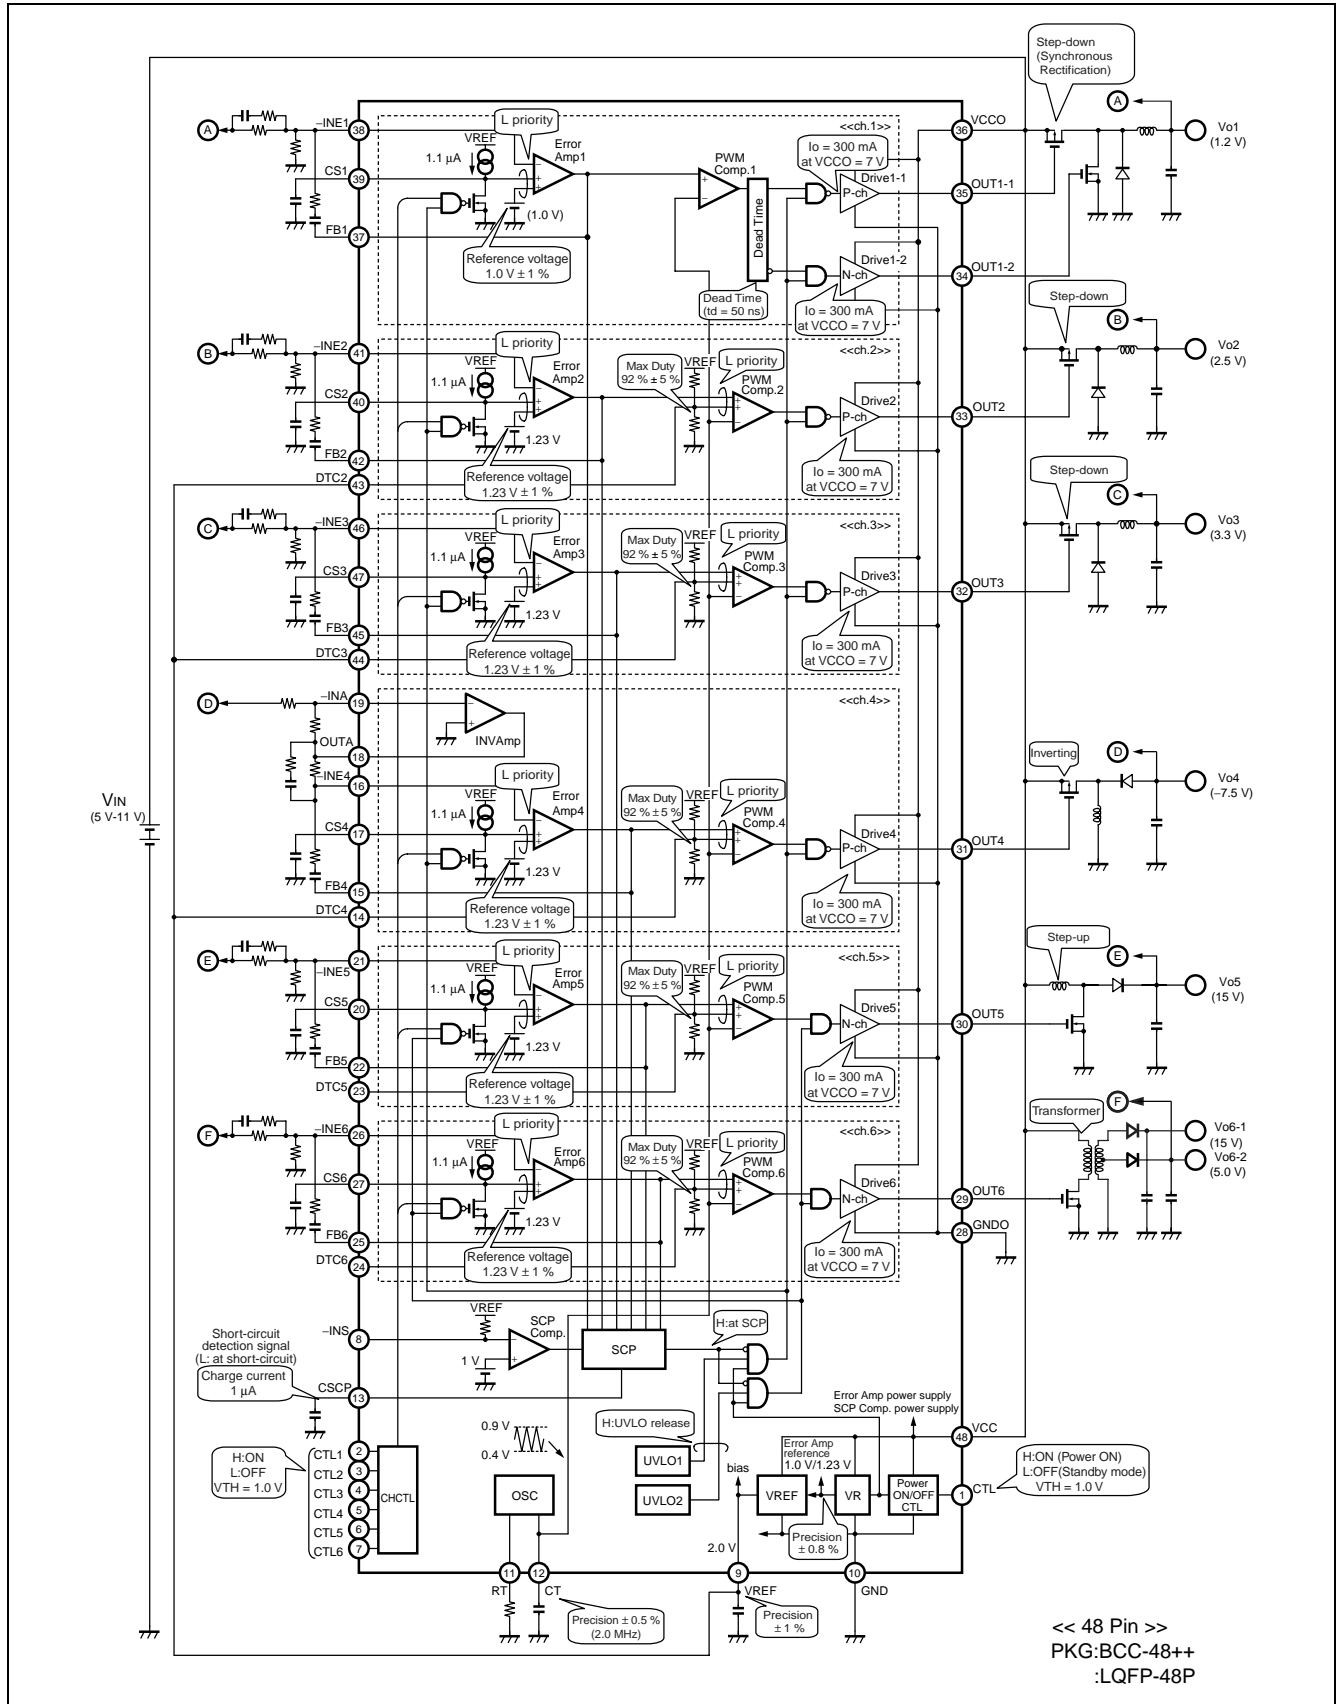 Step-down
(Synchronous
Rectification)
A
−INE1
38
L priority
<<ch.1>>
36
VCCO
A
Vo1
(1.2 V)
VREF
1.1 µA
Error
Amp1
PWM
Comp.1
Io = 300 mA
at VCCO = 7 V
Drive1-1
P-ch
35
OUT1-1
CS1
39
(1.0 V)
Dead Time
FB1
37
Reference voltage
1.0 V ± 1 %
Drive1-2
N-ch
34
OUT1-2
Dead Time
(td = 50 ns)
Io = 300 mA
at VCCO = 7 V
Step-down
B
Vo2
(2.5 V)
B
−INE2
41
L priority
<<ch.2>>
VREF
1.1 µA
Error
Amp2
Max Duty
92 % ± 5 %
VREF
L priority
PWM
Comp.2
CS2
40
1.23 V
Drive2
P-ch
33
OUT2
FB2
42
DTC2
43
Reference voltage
1.23 V ± 1 %
Io = 300 mA
at VCCO = 7 V
Step-down
C
Vo3
(3.3 V)
C
−INE3
46
L priority
<<ch.3>>
VREF
1.1 µA
Error
Amp3
Max Duty
92 % ± 5 %
VREF
L priority
PWM
Comp.3
CS3
47
1.23 V
Drive3
P-ch
32
OUT3
FB3
45
DTC3
44
Reference voltage
1.23 V ± 1 %
Io = 300 mA
at VCCO = 7 V
D
−INA
19
INVAmp
<<ch.4>>
OUTA
18
−INE4
16
L priority
Inverting
D
Vo4
(−7.5 V)
VIN
(5 V-11 V)
VREF
1.1 µA
Error
Amp4
Max Duty
92 % ± 5 %
VREF
L priority
PWM
Comp.4
CS4
17
1.23 V
Drive4
P-ch
31
OUT4
FB4
15
DTC4
14
Reference voltage
1.23 V ± 1 %
Io = 300 mA
at VCCO = 7 V
E
−INE5
21
L priority
<<ch.5>>
Step-up
E
Vo5
(15 V)
VREF
1.1 µA
Error
Amp5
Max Duty
92 % ± 5 %
VREF
L priority
PWM
Comp.5
CS5
20
1.23 V
Drive5
N-ch
30
OUT5
FB5
22
DTC5
23
Reference voltage
1.23 V ± 1 %
Io = 300 mA
at VCCO = 7 V
F
−INE6
26
L priority
<<ch.6>>
Transformer
F
Vo6-1
(15 V)
Vo6-2
(5.0 V)
VREF
1.1 µA
Error
Amp6
Max Duty
92 % ± 5 %
VREF
L priority
PWM
Comp.6
CS6
27
1.23 V
Drive6
N-ch
29
OUT6
28
GNDO
FB6
25
DTC6
24
Reference voltage
1.23 V ± 1 %
Io = 300 mA
at VCCO = 7 V
−INS
8
VREF
SCP
Comp.
1 V
SCP
H:at SCP
Short-circuit
detection signal
(L: at short-circuit)
Charge current
1 µA
CSCP
13
Error Amp power supply
SCP Comp. power supply
VCC
48
H:ON
L:OFF
VTH = 1.0 V
CTL1
2
CTL2
3
CTL3
4
CTL4
5
CTL5
6
CTL6
7
CHCTL
0.9 V
0.4 V
OSC
H:UVLO release
UVLO1
UVLO2
bias
Error Amp
reference
1.0 V/1.23 V
VREF
VR
Power
ON/OFF
CTL
1
CTL
H:ON (Power ON)
L:OFF(Standby mode)
VTH = 1.0 V
Precision
± 0.8 %
2.0 V
11
RT
12
CT
9
VREF
10
GND
Precision ± 0.5 %
(2.0 MHz)
Precision
± 1 %
<< 48 Pin >>
PKG:BCC-48++
:LQFP-48P